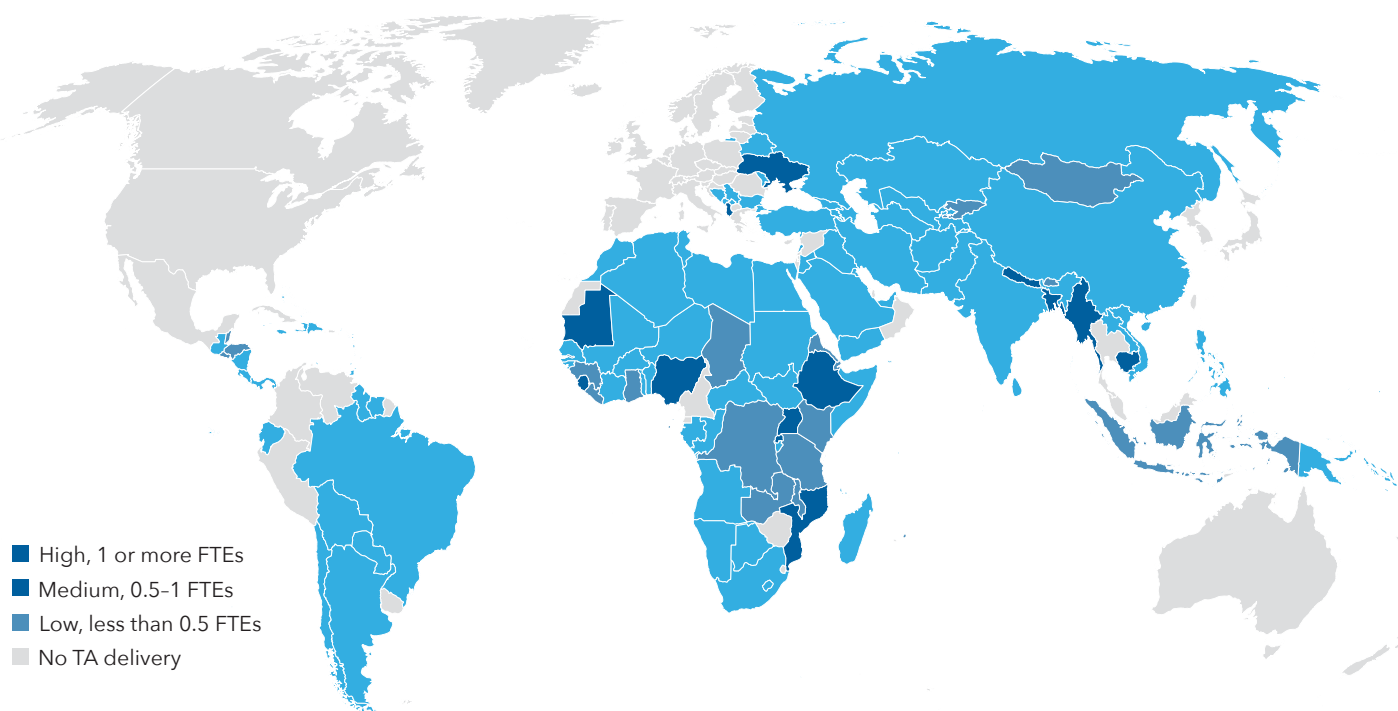 High, 1 or more FTEs
Medium, 0.5–1 FTEs
Low, less than 0.5 FTEs
No TA delivery